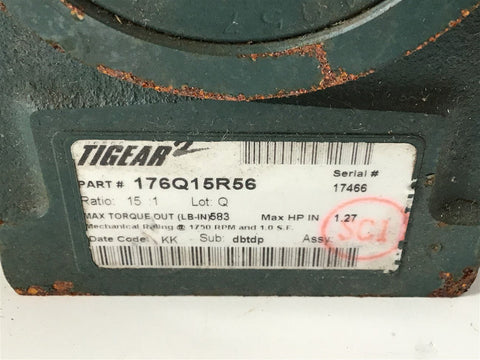 TIGEAR 2
Serial #
PART # 176Q15R56 17466
Ratio: 15 :1 Lot: Q
MAX TORQUE OUT (LB-IN) 583 Max HP IN 1.27
Mechanical Rating @ 1750 RPM and 1.0 S.F.
Date Code: KK Sub: dbtdp Assy:
SCI